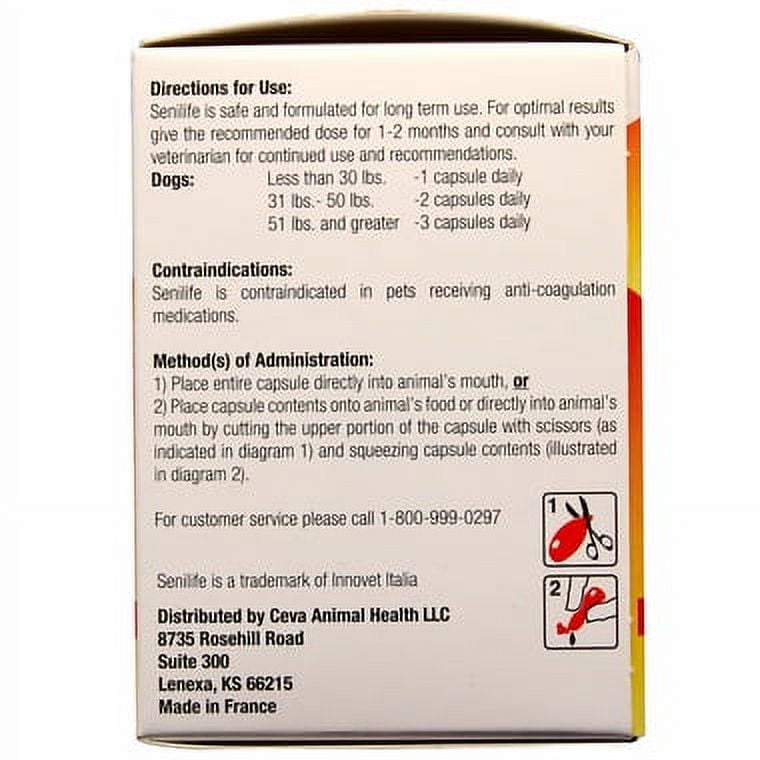 Directions for Use:
Senilife is safe and formulated for long term use. For optimal results
give the recommended dose for 1-2 months and consult with your
veterinarian for continued use and recommendations.
Dogs: Less than 30 lbs. -1 capsule daily
31 lbs.- 50 lbs. -2 capsules daily
51 lbs. and greater -3 capsules daily
Contraindications:
Senilife is contraindicated in pets receiving anti-coagulation
medications.
Method(s) of Administration:
1) Place entire capsule directly into animal's mouth, or
2) Place capsule contents onto animal's food or directly into animal's
mouth by cutting the upper portion of the capsule with scissors (as
indicated in diagram 1) and squeezing capsule contents (illustrated
in diagram 2).
For customer service please call 1-800-999-0297
1
Senilife is a trademark of Innovet Italia
2
Distributed by Ceva Animal Health LLC
8735 Rosehill Road
Suite 300
Lenexa, KS 66215
Made in France